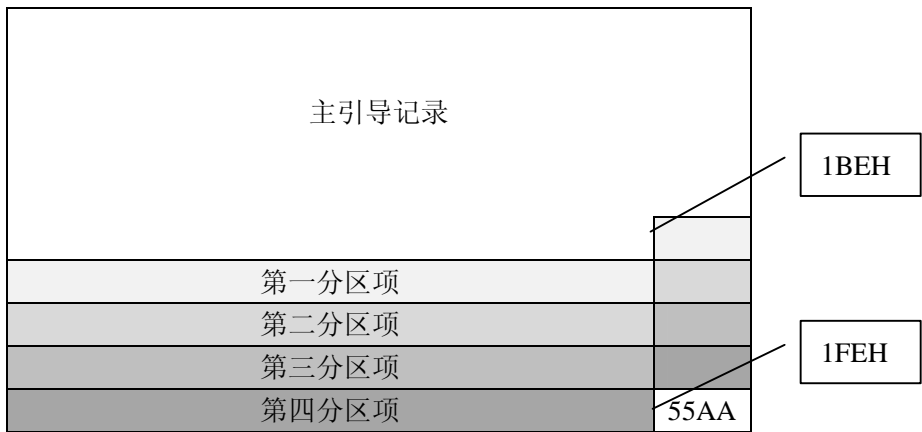 主引导记录
1BEH
第一分区项
第二分区项
第三分区项
1FEH
第四分区项
55AA